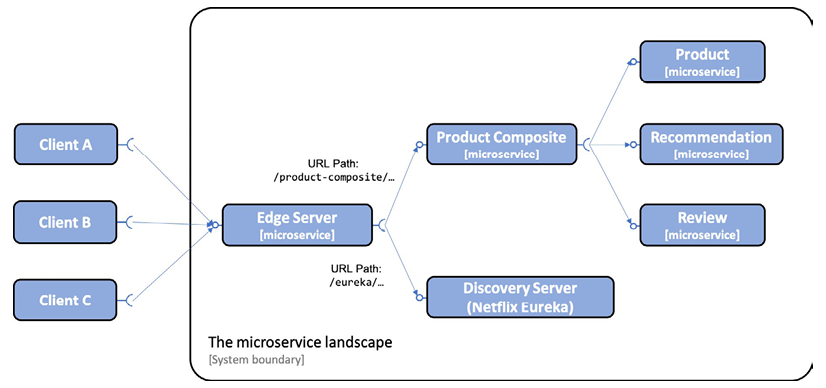 Product
[microservice]
Client A
Product Composite
[microservice]
Recommendation
[microservice]
URL Path:
/product-composite/…
Client B
Edge Server
[microservice]
Review
[microservice]
URL Path:
/eureka/…
Client C
Discovery Server
(Netflix Eureka)
The microservice landscape
[System boundary]